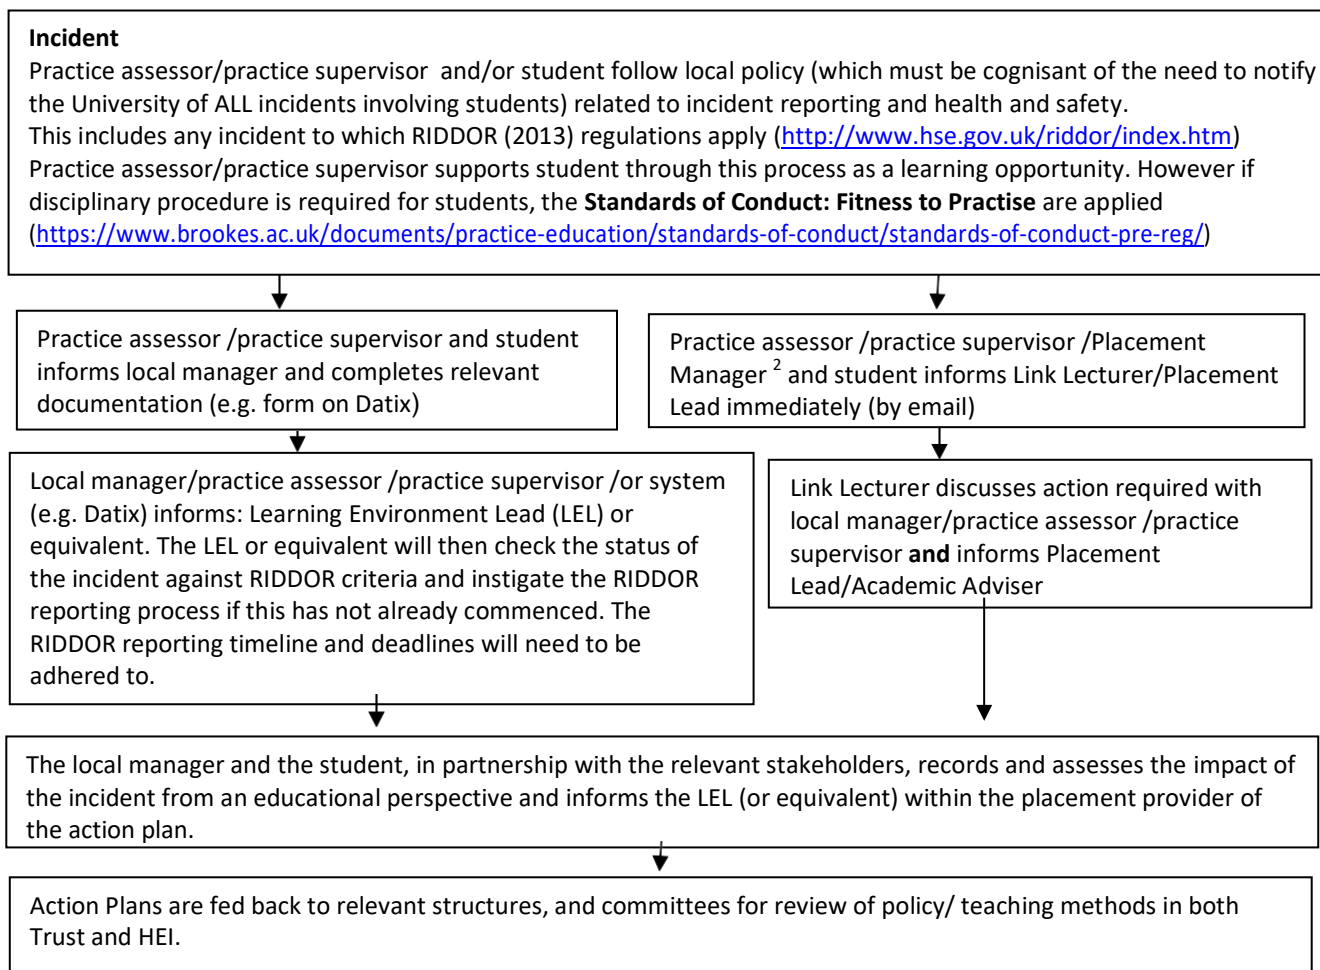 Incident
Practice assessor/practice supervisor  and/or student follow local policy (which must be cognisant of the need to notify
the University of ALL incidents involving students) related to incident reporting and health and safety.
This includes any incident to which RIDDOR (2013) regulations apply (http://www.hse.gov.uk/riddor/index.htm)
Practice assessor/practice supervisor supports student through this process as a learning opportunity. However if
disciplinary procedure is required for students, the Standards of Conduct: Fitness to Practise are applied
(https://www.brookes.ac.uk/documents/practice-education/standards-of-conduct/standards-of-conduct-pre-reg/)
Practice assessor /practice supervisor and student
informs local manager and completes relevant
documentation (e.g. form on Datix)
Practice assessor /practice supervisor /Placement
Manager 2 and student informs Link Lecturer/Placement
Lead immediately (by email)
Local manager/practice assessor /practice supervisor /or system
(e.g. Datix) informs: Learning Environment Lead (LEL) or
equivalent. The LEL or equivalent will then check the status of
the incident against RIDDOR criteria and instigate the RIDDOR
reporting process if this has not already commenced. The
RIDDOR reporting timeline and deadlines will need to be
adhered to.
Link Lecturer discusses action required with
local manager/practice assessor /practice
supervisor and informs Placement
Lead/Academic Adviser
The local manager and the student, in partnership with the relevant stakeholders, records and assesses the impact of
the incident from an educational perspective and informs the LEL (or equivalent) within the placement provider of
the action plan.
Action Plans are fed back to relevant structures, and committees for review of policy/ teaching methods in both
Trust and HEI.